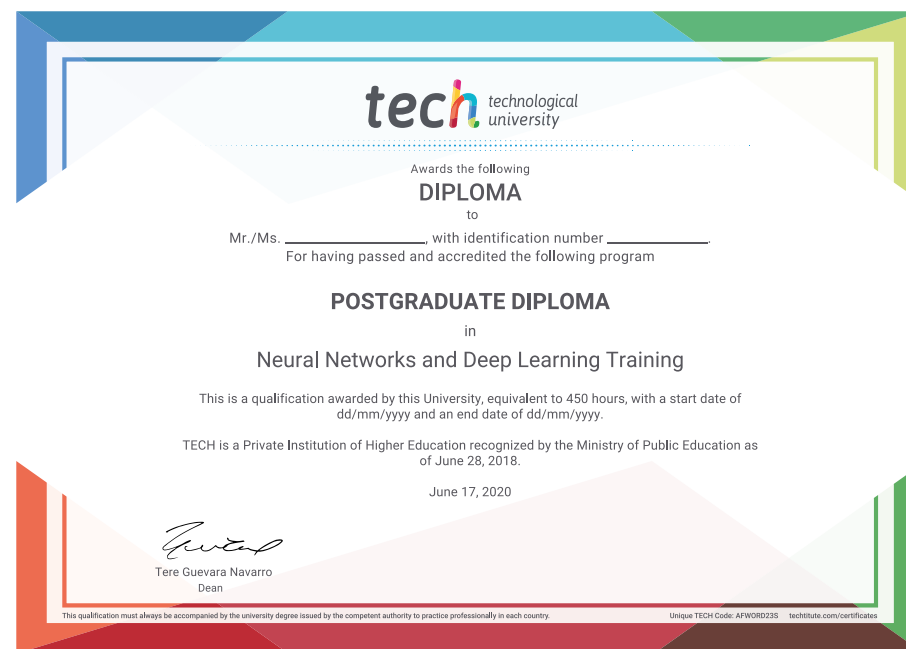 tech technological
university
Awards the following
DIPLOMA
to
Mr./Ms. ________________, with identification number ____________.
For having passed and accredited the following program
POSTGRADUATE DIPLOMA
in
Neural Networks and Deep Learning Training
This is a qualification awarded by this University, equivalent to 450 hours, with a start date of
dd/mm/yyyy and an end date of dd/mm/yyyy.
TECH is a Private Institution of Higher Education recognized by the Ministry of Public Education as
of June 28, 2018.
June 17, 2020
Tere Guevara Navarro
Dean
This qualification must always be accompanied by the university degree issued by the competent authority to practice professionally in each country.
Unique TECH Code: AFWORD23S techtitute.com/certificates